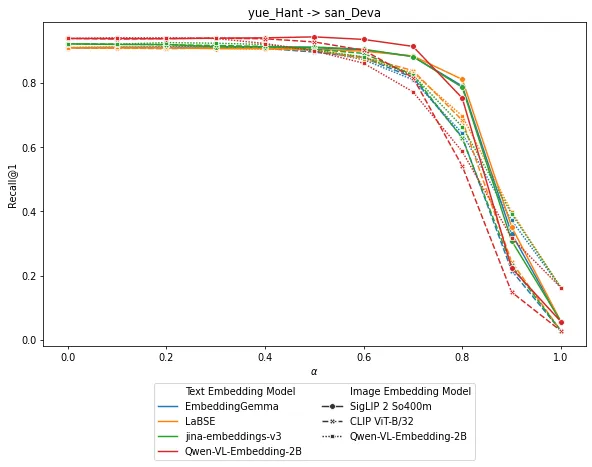 yue_Hant -> san_Deva
Recall@1
0.8
0.6
0.4
0.2
0.0
0.0 0.2 0.4 0.6 0.8 1.0
α
Text Embedding Model Image Embedding Model
EmbeddingGemma SigLIP 2 So400m
LaBSE CLIP ViT-B/32
jina-embeddings-v3 Qwen-VL-Embedding-2B
Qwen-VL-Embedding-2B